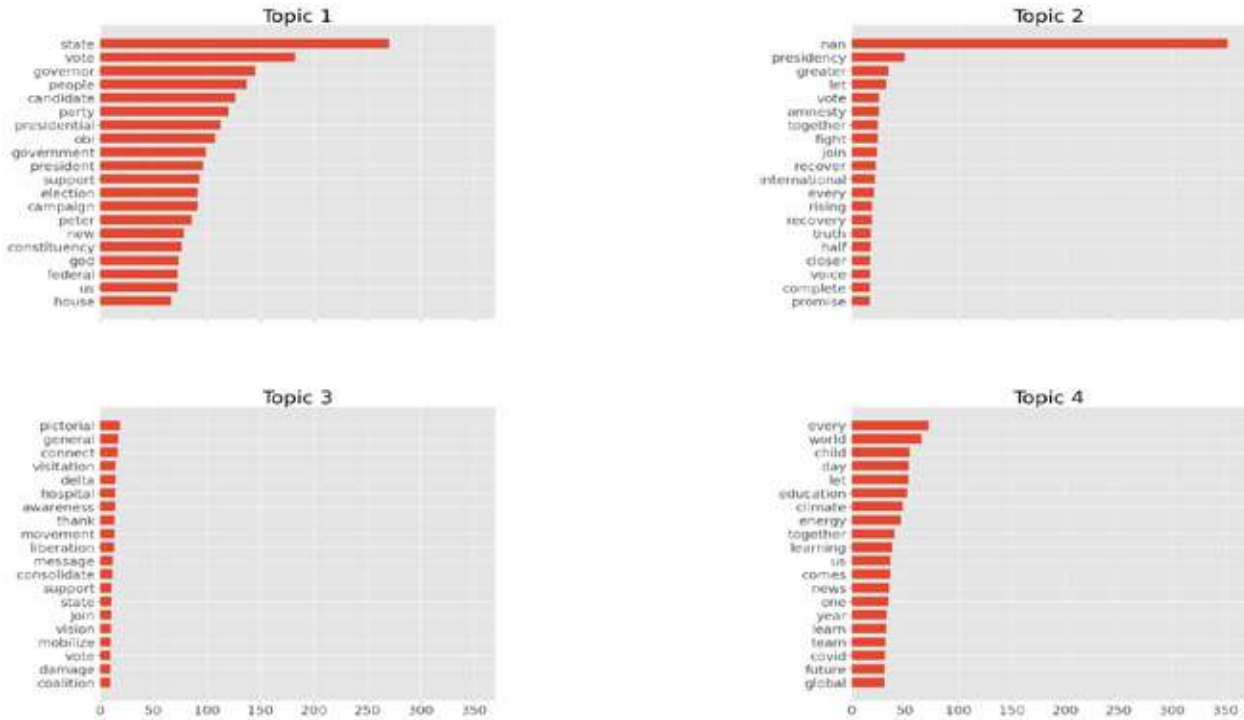 Topic 1
state
vote
governor
people
candidate
party
presidential
obi
government
president
support
election
campaign
peter
new
constituency
god
federal
us
house
Topic 2
nan
presidency
greater
let
vote
amnesty
together
fight
join
recover
international
every
rising
recovery
truth
half
closer
voice
complete
promise
Topic 3
pictorial
general
connect
visitation
delta
hospital
awareness
thank
movement
liberation
message
consolidate
support
state
join
vision
mobilize
vote
damage
coalition
0 50 100 150 200 250 300 350
Topic 4
every
world
child
day
let
education
climate
energy
together
learning
us
comes
news
one
year
learn
team
covid
future
global
0 50 100 150 200 250 300 350